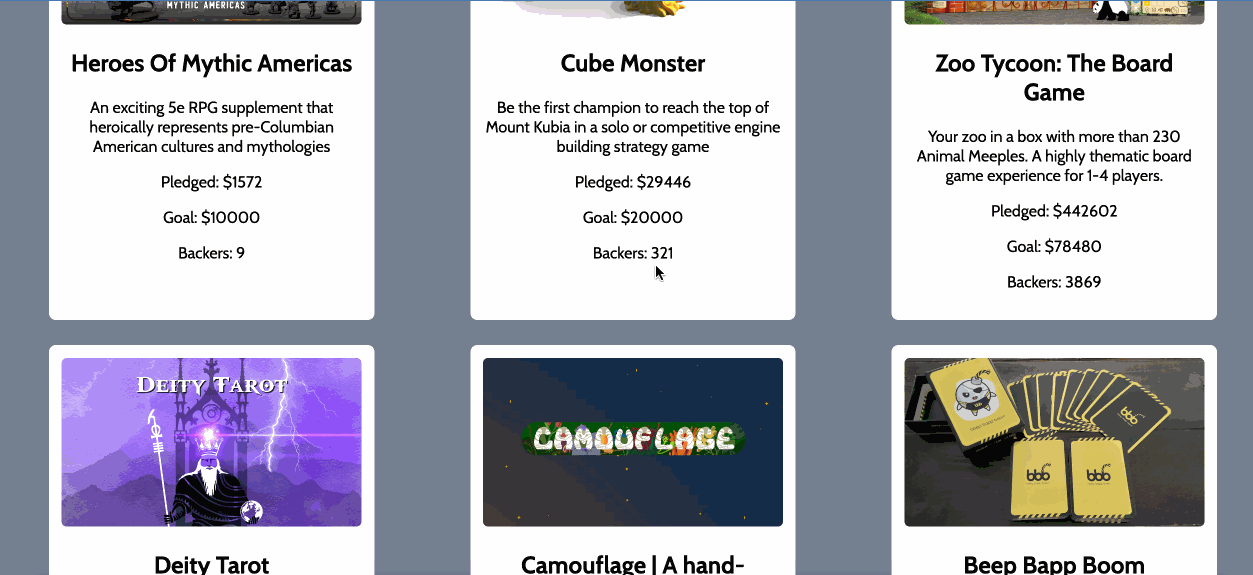 MYTHIC AMERICAS
Heroes Of Mythic Americas
An exciting 5e RPG supplement that
heroically represents pre-Columbian
American cultures and mythologies
Pledged: $1572
Goal: $10000
Backers: 9
Cube Monster
Be the first champion to reach the top of
Mount Kubia in a solo or competitive engine
building strategy game
Pledged: $29446
Goal: $20000
Backers: 321
Zoo Tycoon: The Board
Game
Your zoo in a box with more than 230
Animal Meeples. A highly thematic board
game experience for 1-4 players.
Pledged: $442602
Goal: $78480
Backers: 3869
DEITY TAROT
Deity Tarot
CAMOUFLAGE
Camouflage | A hand-
bbb
bbb
bbb
Beep Bapp Boom